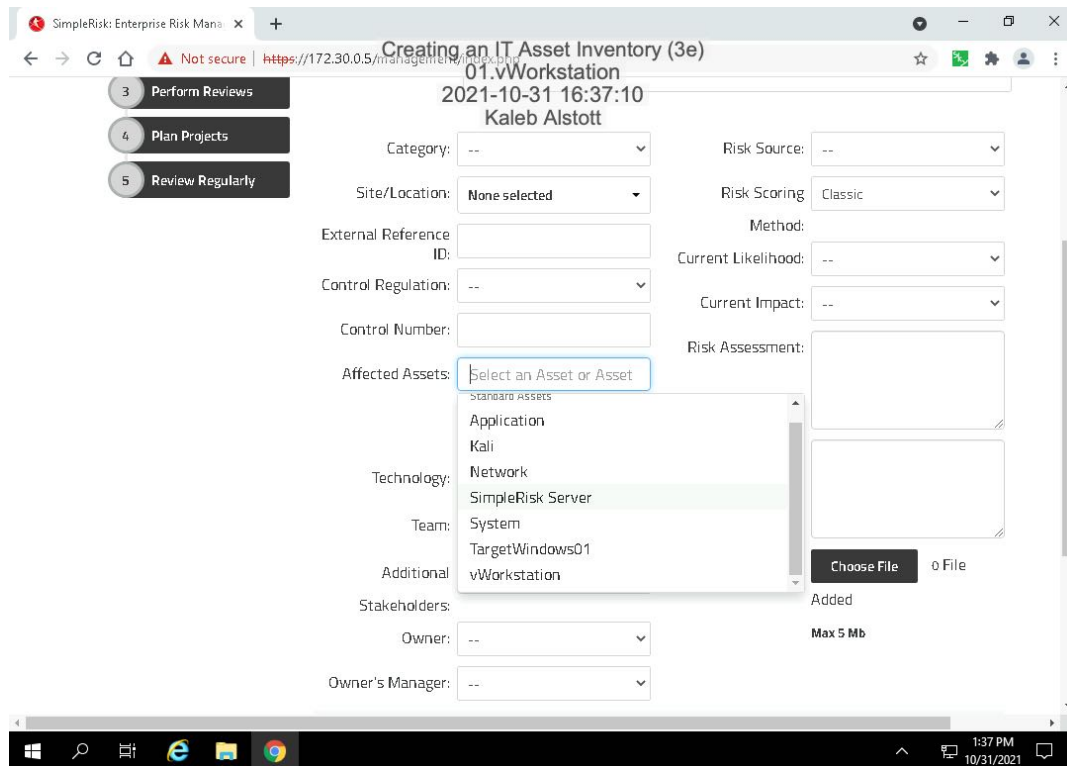 SimpleRisk: Enterprise Risk Mana
Not secure | https://172.30.0.5/management/index.php
Creating an IT Asset Inventory (3e)
01.vWorkstation
2021-10-31 16:37:10
Kaleb Alstott
3 Perform Reviews
4 Plan Projects
5 Review Regularly
Category: --
Risk Source: --
Site/Location: None selected
Risk Scoring Classic
Method:
External Reference
ID:
Current Likelihood: --
Control Regulation: --
Current Impact: --
Control Number:
Risk Assessment:
Affected Assets: Select an Asset or Asset
Standard Assets
Application
Kali
Network
Technology:
SimpleRisk Server
Team: System
TargetWindows01
Additional vWorkstation
Stakeholders:
Choose File 0 File
Added
Max 5 Mb
Owner: --
Owner's Manager: --
1:37 PM
10/31/2021